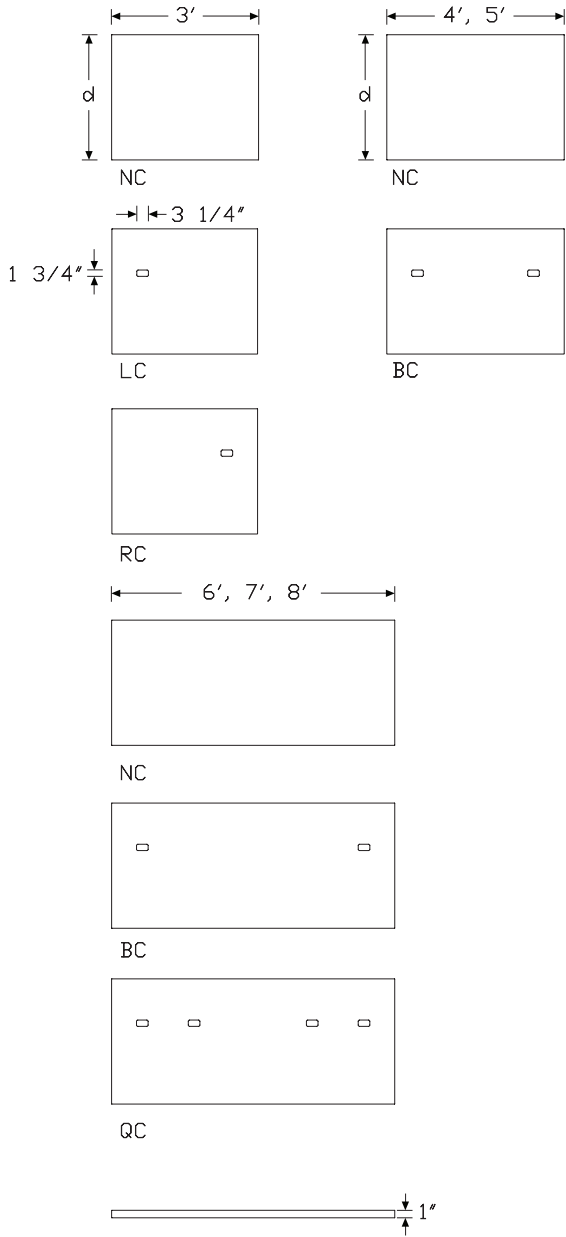 3' 4', 5'
d d
NC NC
3 1/4"
1 3/4"
LC BC
RC
6', 7', 8'
NC
BC
QC
1"